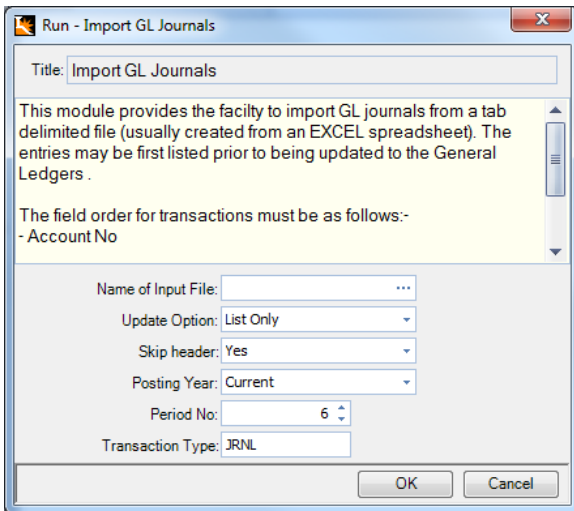 Run - Import GL Journals
Title: Import GL Journals
This module provides the facilty to import GL journals from a tab
delimited file (usually created from an EXCEL spreadsheet). The
entries may be first listed prior to being updated to the General
Ledgers .
The field order for transactions must be as follows:-
- Account No
Name of Input File: ...
Update Option: List Only
Skip header: Yes
Posting Year: Current
Period No: 6
Transaction Type: JRNL
OK Cancel